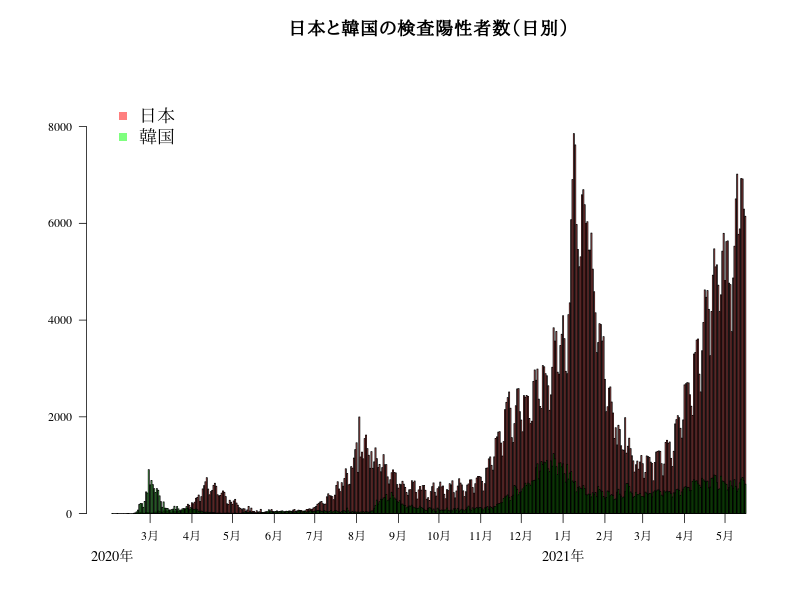 日本と韓国の検査陽性者数（日別）
日本
韓国
8000
6000
4000
2000
0
3月 4月 5月 6月 7月 8月 9月 10月 11月 12月 1月 2月 3月 4月 5月
2020年 2021年